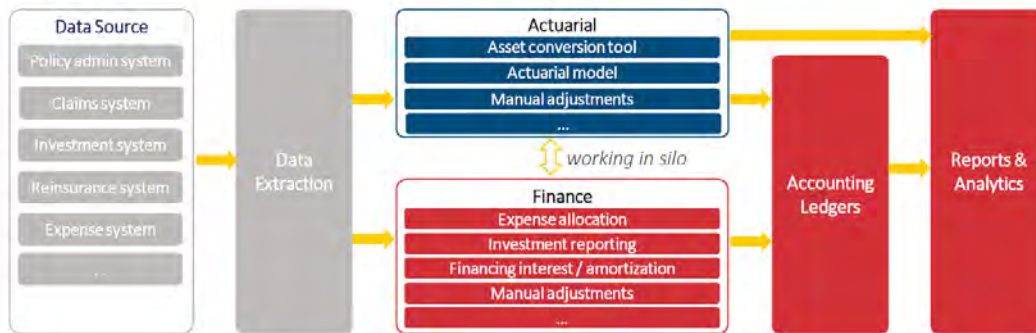 Data Source
Policy admin system
Claims system
Investment system
Reinsurance system
Expense system
...
Data
Extraction
Actuarial
Asset conversion tool
Actuarial model
Manual adjustments
...
working in silo
Finance
Expense allocation
Investment reporting
Financing interest / amortization
Manual adjustments
...
Accounting
Ledgers
Reports &
Analytics